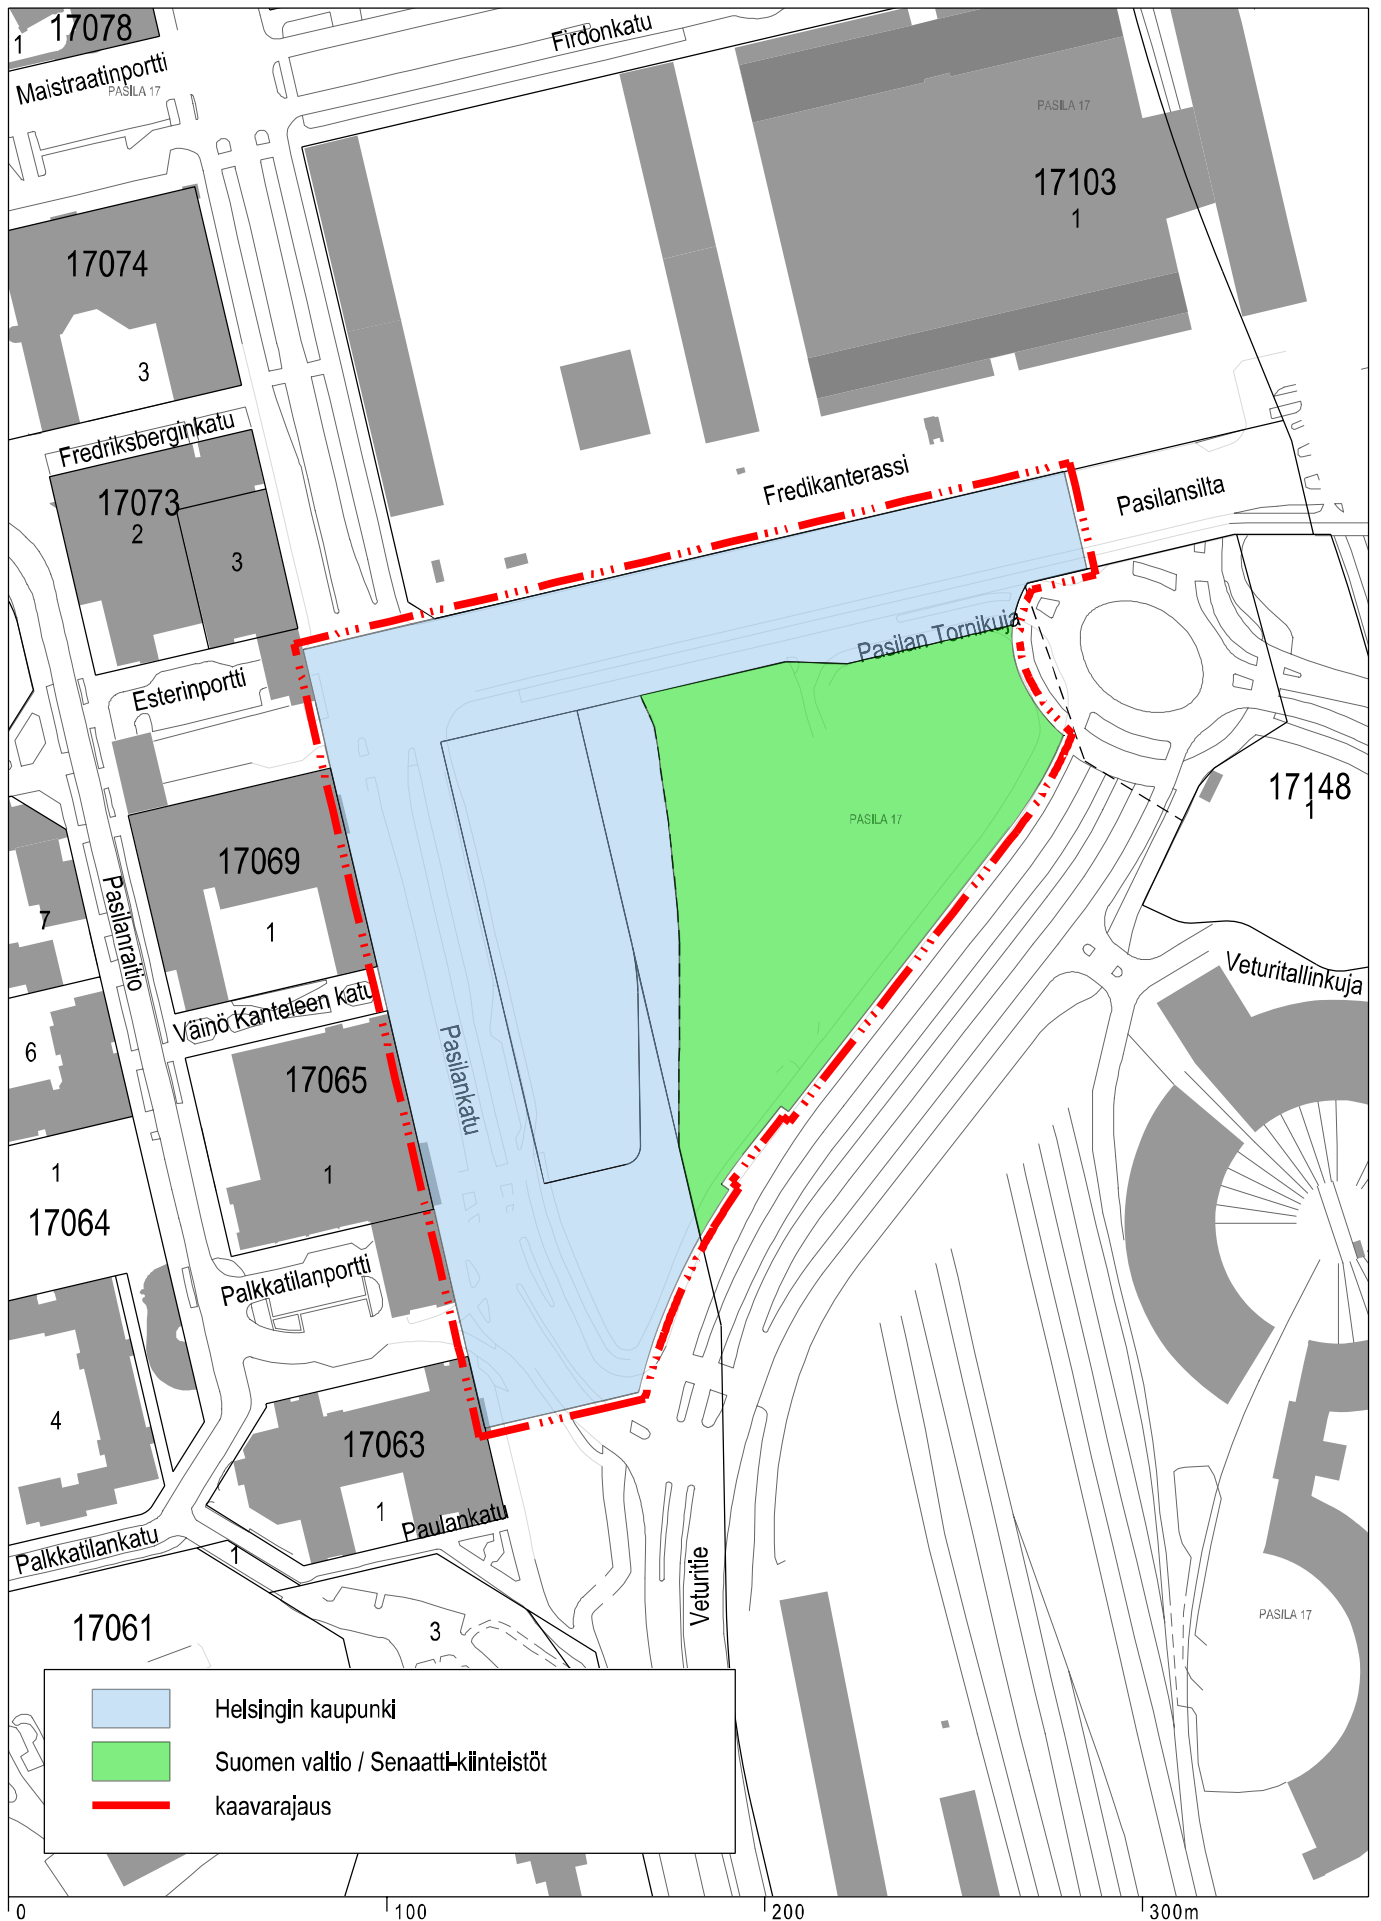 17078
1
Maistraatinportti
PASILA 17
Firdonkatu
PASILA 17
17103
1
17074
3
Fredriksberginkatu
17073
2
3
Fredikanterassi
Pasilansilta
Esterinportti
Pasilan Tornikuja
17069
1
PASILA 17
17148
1
7
Pasilanraitio
Väinö Kanteleen katu
Veturitallinkuja
6
17065
1
Pasilankatu
1
17064
Palkkatilanportti
4
17063
1
Paulankatu
Palkkatilankatu
1
17061
3
Veturitie
PASILA 17
Helsingin kaupunki
Suomen valtio / Senaatti-kiinteistöt
kaavarajaus
0 100 200 300m